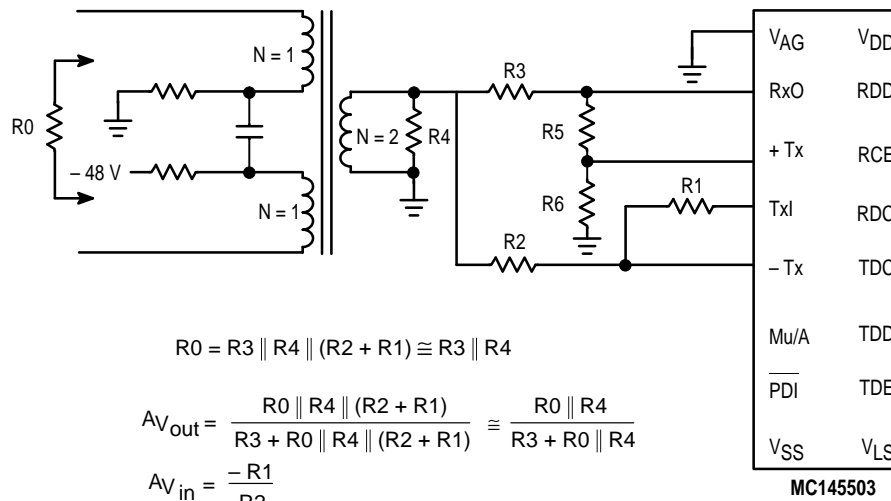 VAG VDD
N = 1
R3
RxO RDD
R0
R5
N = 2 R4
+ Tx RCE
– 48 V
R1
R6
TxI RDC
N = 1
R2
– Tx TDC
R0 = R3 || R4 || (R2 + R1) ≅ R3 || R4
Mu/A TDD
PDI TDE
AVout = R0 || R4 || (R2 + R1) / R3 + R0 || R4 || (R2 + R1) ≅ R0 || R4 / R3 + R0 || R4
VSS VLS
AVin = – R1
MC145503